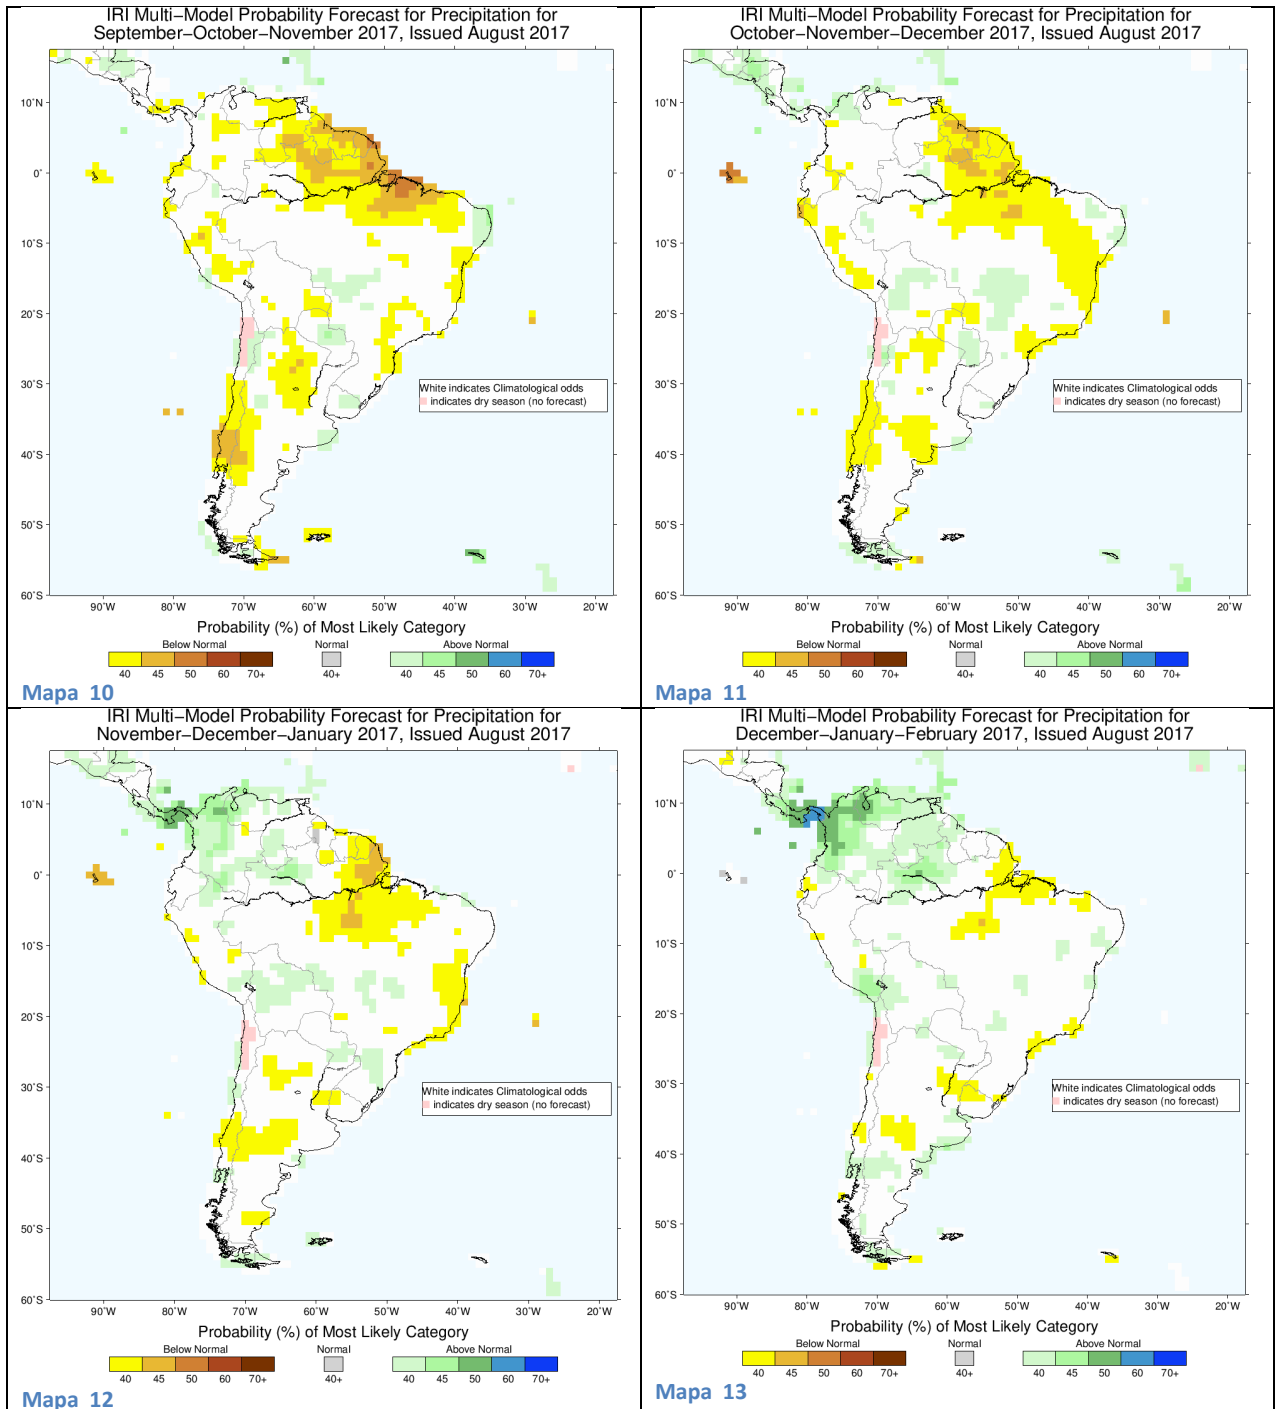 IRI Multi−Model Probability Forecast for Precipitation for
September−October−November 2017, Issued August 2017
10˚N
0˚
10˚S
20˚S
30˚S
40˚S
50˚S
60˚S
White indicates Climatological odds
indicates dry season (no forecast)
90˚W 80˚W 70˚W 60˚W 50˚W 40˚W 30˚W 20˚W
Probability (%) of Most Likely Category
Below Normal Normal Above Normal
40 45 50 60 70+ 40+ 40 45 50 60 70+
Mapa 10
IRI Multi−Model Probability Forecast for Precipitation for
October−November−December 2017, Issued August 2017
10˚N
0˚
10˚S
20˚S
30˚S
40˚S
50˚S
60˚S
White indicates Climatological odds
indicates dry season (no forecast)
90˚W 80˚W 70˚W 60˚W 50˚W 40˚W 30˚W 20˚W
Probability (%) of Most Likely Category
Below Normal Normal Above Normal
40 45 50 60 70+ 40+ 40 45 50 60 70+
Mapa 11
IRI Multi−Model Probability Forecast for Precipitation for
November−December−January 2017, Issued August 2017
10˚N
0˚
10˚S
20˚S
30˚S
40˚S
50˚S
60˚S
White indicates Climatological odds
indicates dry season (no forecast)
90˚W 80˚W 70˚W 60˚W 50˚W 40˚W 30˚W 20˚W
Probability (%) of Most Likely Category
Below Normal Normal Above Normal
40 45 50 60 70+ 40+ 40 45 50 60 70+
Mapa 12
IRI Multi−Model Probability Forecast for Precipitation for
December−January−February 2017, Issued August 2017
10˚N
0˚
10˚S
20˚S
30˚S
40˚S
50˚S
60˚S
White indicates Climatological odds
indicates dry season (no forecast)
90˚W 80˚W 70˚W 60˚W 50˚W 40˚W 30˚W 20˚W
Probability (%) of Most Likely Category
Below Normal Normal Above Normal
40 45 50 60 70+ 40+ 40 45 50 60 70+
Mapa 13